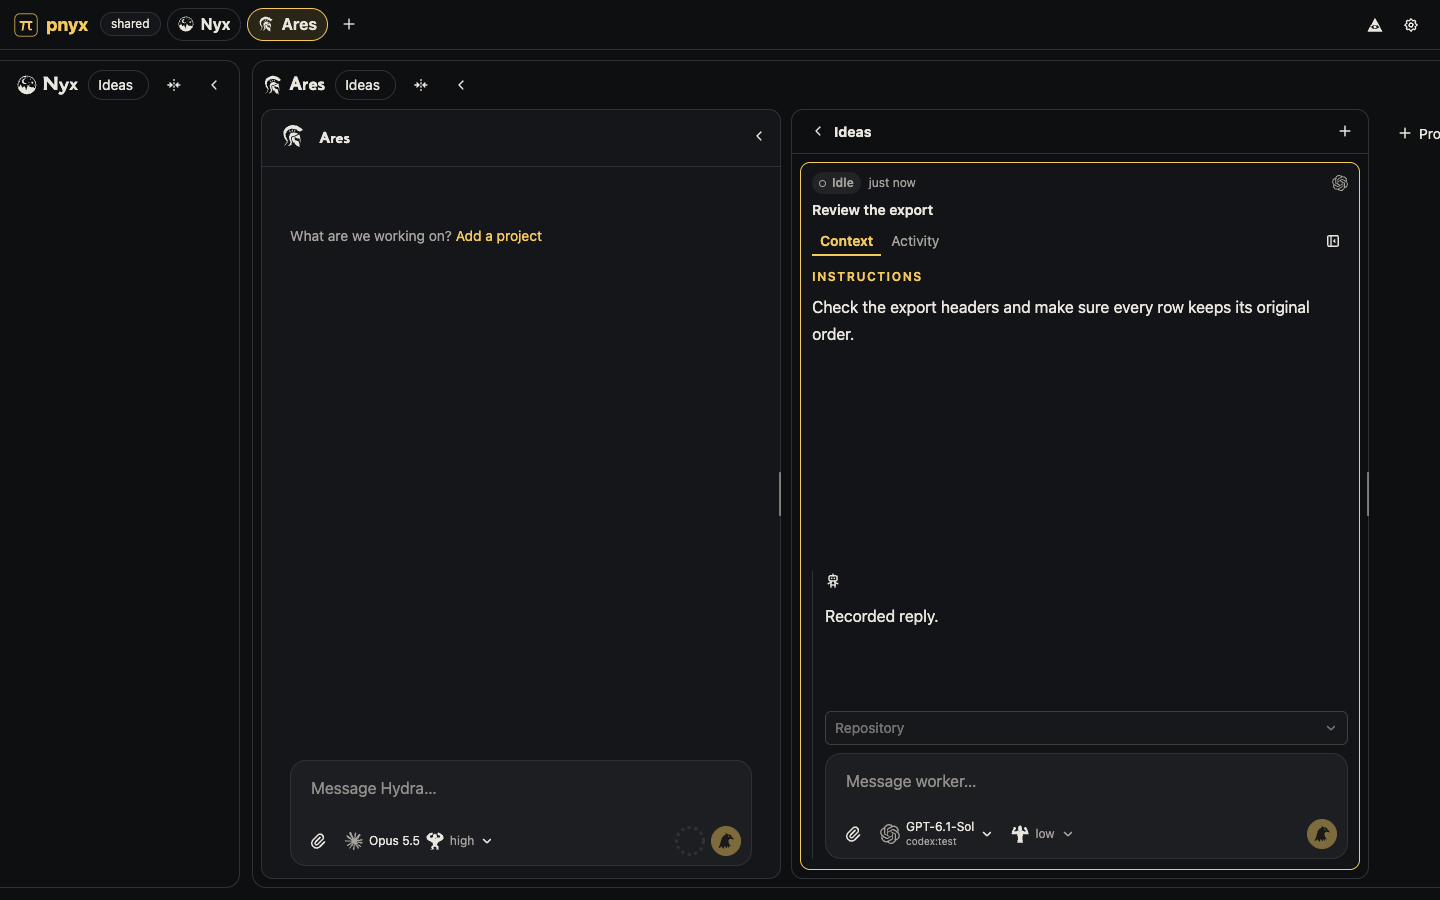 pnyx
shared
Nyx
Ares
Nyx
Ideas
Ares
Ideas
Ares
What are we working on? Add a project
Message Hydra...
Opus 5.5
high
Ideas
Idle
just now
Review the export
Context
Activity
INSTRUCTIONS
Check the export headers and make sure every row keeps its original
order.
Recorded reply.
Repository
Message worker...
GPT-6.1-Sol
codex:test
low
Pro